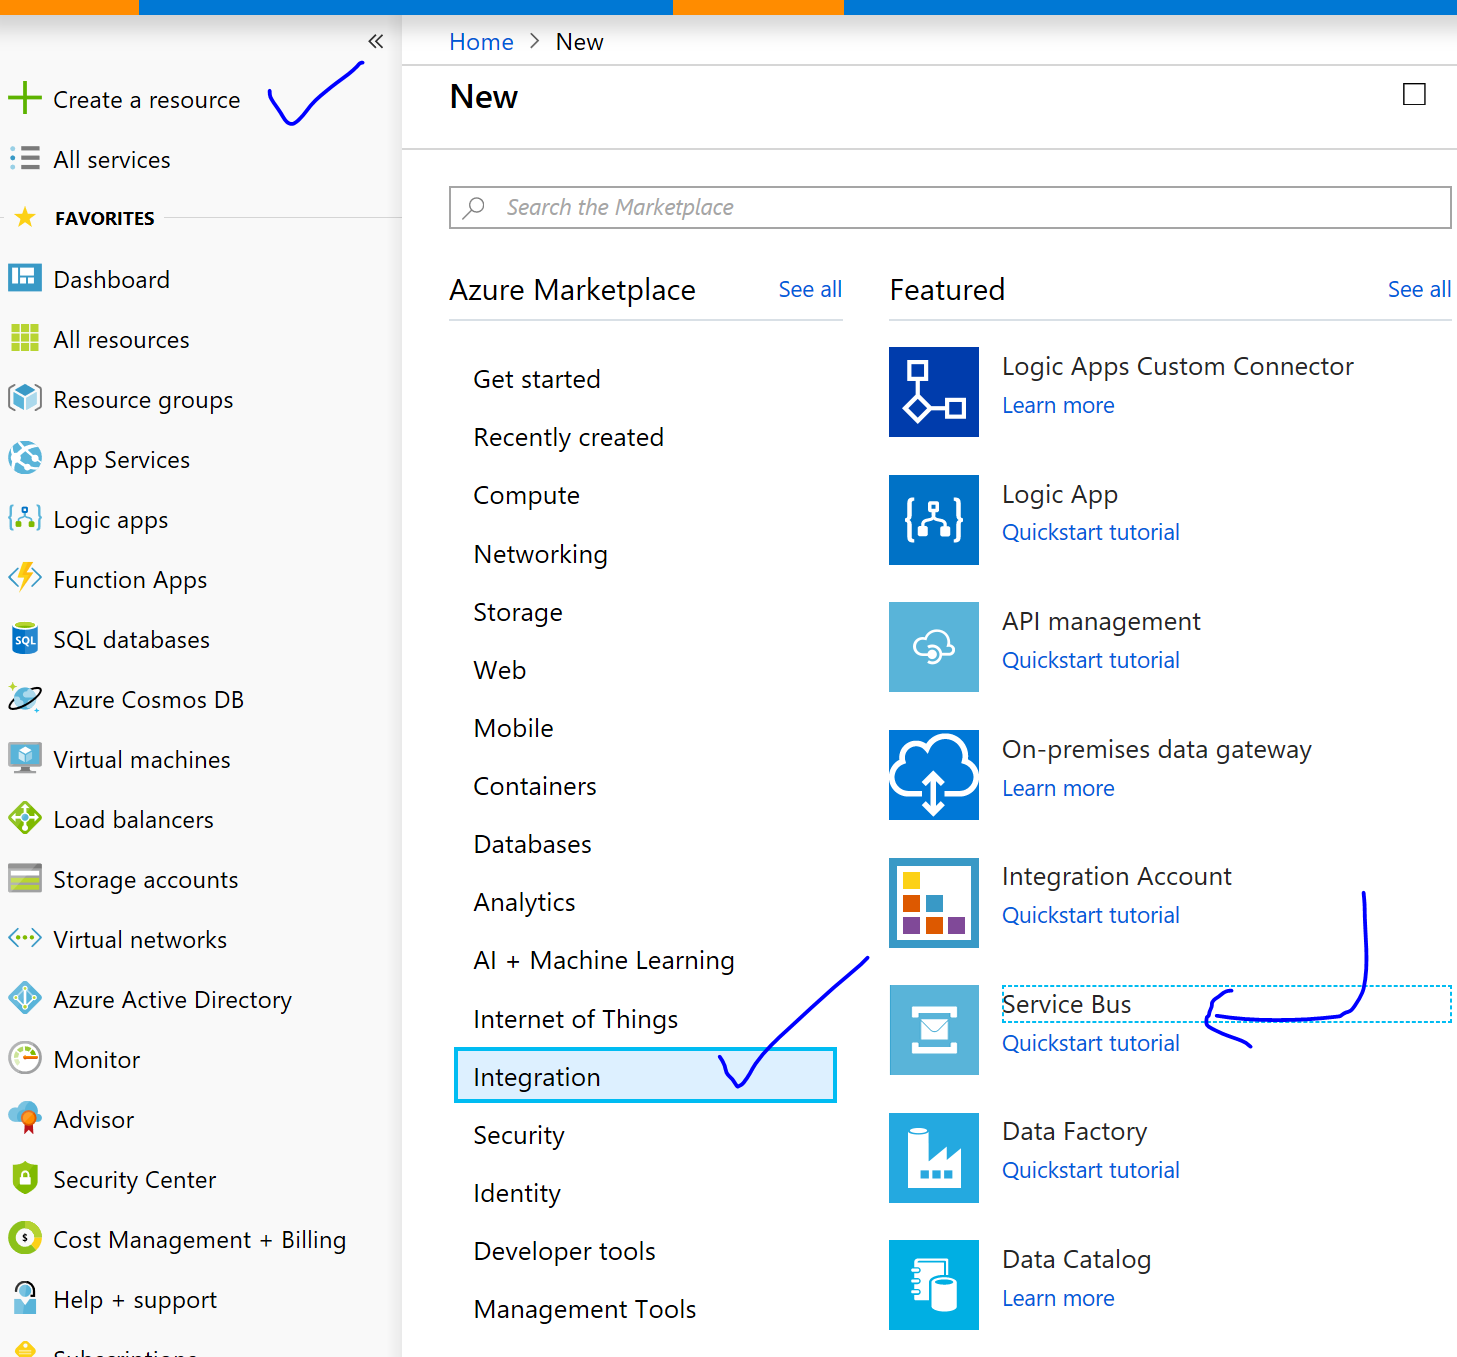 Home > New
New
Create a resource
All services
FAVORITES
Dashboard
All resources
Resource groups
App Services
Logic apps
Function Apps
SQL
SQL databases
Azure Cosmos DB
Virtual machines
Load balancers
Storage accounts
Virtual networks
Azure Active Directory
Monitor
Advisor
Security Center
$
Cost Management + Billing
Help + support
Subscriptions
Search the Marketplace
Azure Marketplace
See all
Get started
Recently created
Compute
Networking
Storage
Web
Mobile
Containers
Databases
Analytics
AI + Machine Learning
Internet of Things
Integration
Security
Identity
Developer tools
Management Tools
Featured
See all
Logic Apps Custom Connector
Learn more
Logic App
Quickstart tutorial
API management
Quickstart tutorial
On-premises data gateway
Learn more
Integration Account
Quickstart tutorial
Service Bus
Quickstart tutorial
Data Factory
Quickstart tutorial
Data Catalog
Learn more